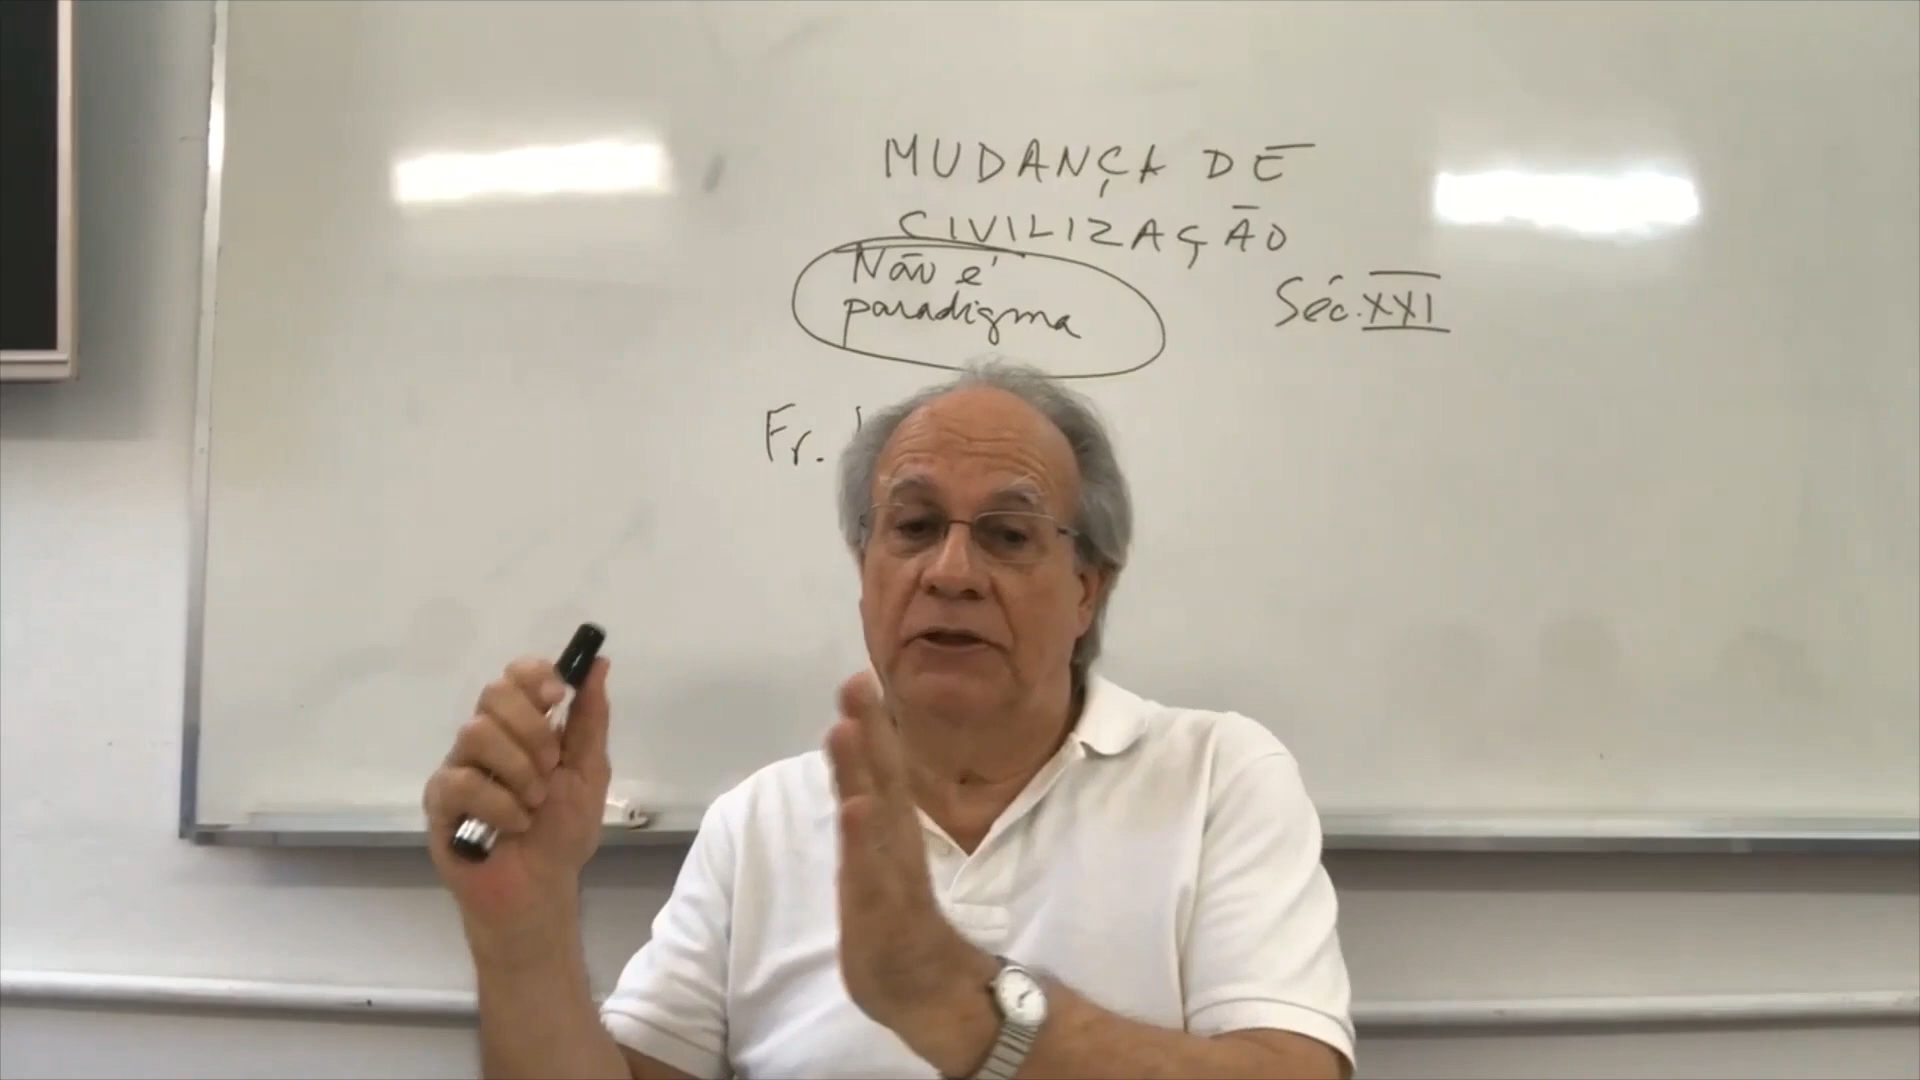 MUDANÇA DE
CIVILIZAÇÃO
Não é
paradigma
Séc. XXI
Fr.